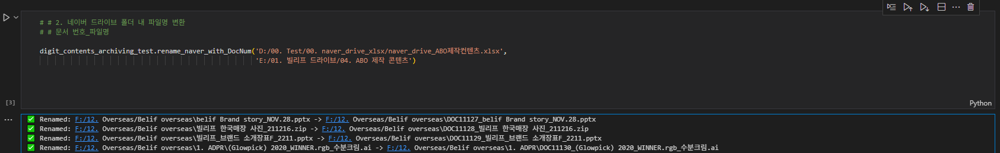 # # 2. 네이버 드라이브 폴더 내 파일명 변환
# # 문서 번호_파일명
digit_contents_archiving_test.rename_naver_with_DocNum('D:/00. Test/00. naver_drive_xlsx/naver_drive_ABO제작컨텐츠.xlsx',
'E:/01. 빌리프 드라이브/04. ABO 제작 콘텐츠')
[3]
Python
✅ Renamed: F:/12. Overseas/Belif overseas\belif Brand story_NOV.28.pptx -> F:/12. Overseas/Belif overseas\DOC11127_belif Brand story_NOV.28.pptx
✅ Renamed: F:/12. Overseas/Belif overseas\빌리프 한국매장 사진_211216.zip -> F:/12. Overseas/Belif overseas\DOC11128_빌리프 한국매장 사진_211216.zip
✅ Renamed: F:/12. Overseas/Belif overseas\빌리프_브랜드 소개장표F_2211.pptx -> F:/12. Overseas/Belif overseas\DOC11129_빌리프_브랜드 소개장표F_2211.pptx
✅ Renamed: F:/12. Overseas/Belif overseas\1. ADPR\(Glowpick) 2020_WINNER.rgb_수분크림.ai -> F:/12. Overseas/Belif overseas\1. ADPR\DOC11130_(Glowpick) 2020_WINNER.rgb_수분크림.ai